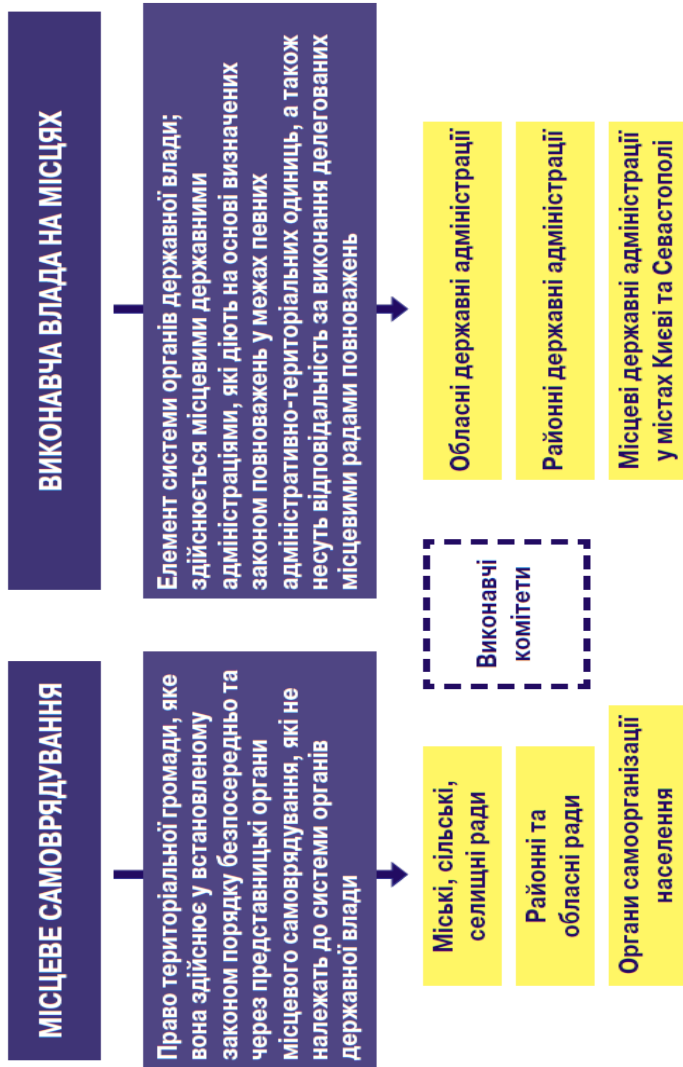 МІСЦЕВЕ САМОВРЯДУВАННЯ
Право територіальної громади, яке
вона здійснює у встановленому
законом порядку безпосередньо та
через представницькі органи
місцевого самоврядування, які не
належать до системи органів
державної влади
Міські, сільські,
селищні ради
Районні та
обласні ради
Органи самоорганізації
населення
Виконавчі
комітети
ВИКОНАВЧА ВЛАДА НА МІСЦЯХ
Елемент системи органів державної влади;
здійснюється місцевими державними
адміністраціями, які діють на основі визначених
законом повноважень у межах певних
адміністративно-територіальних одиниць, а також
несуть відповідальність за виконання делегованих
місцевими радами повноважень
Обласні державні адміністрації
Районні державні адміністрації
Місцеві державні адміністрації
у містах Києві та Севастополі